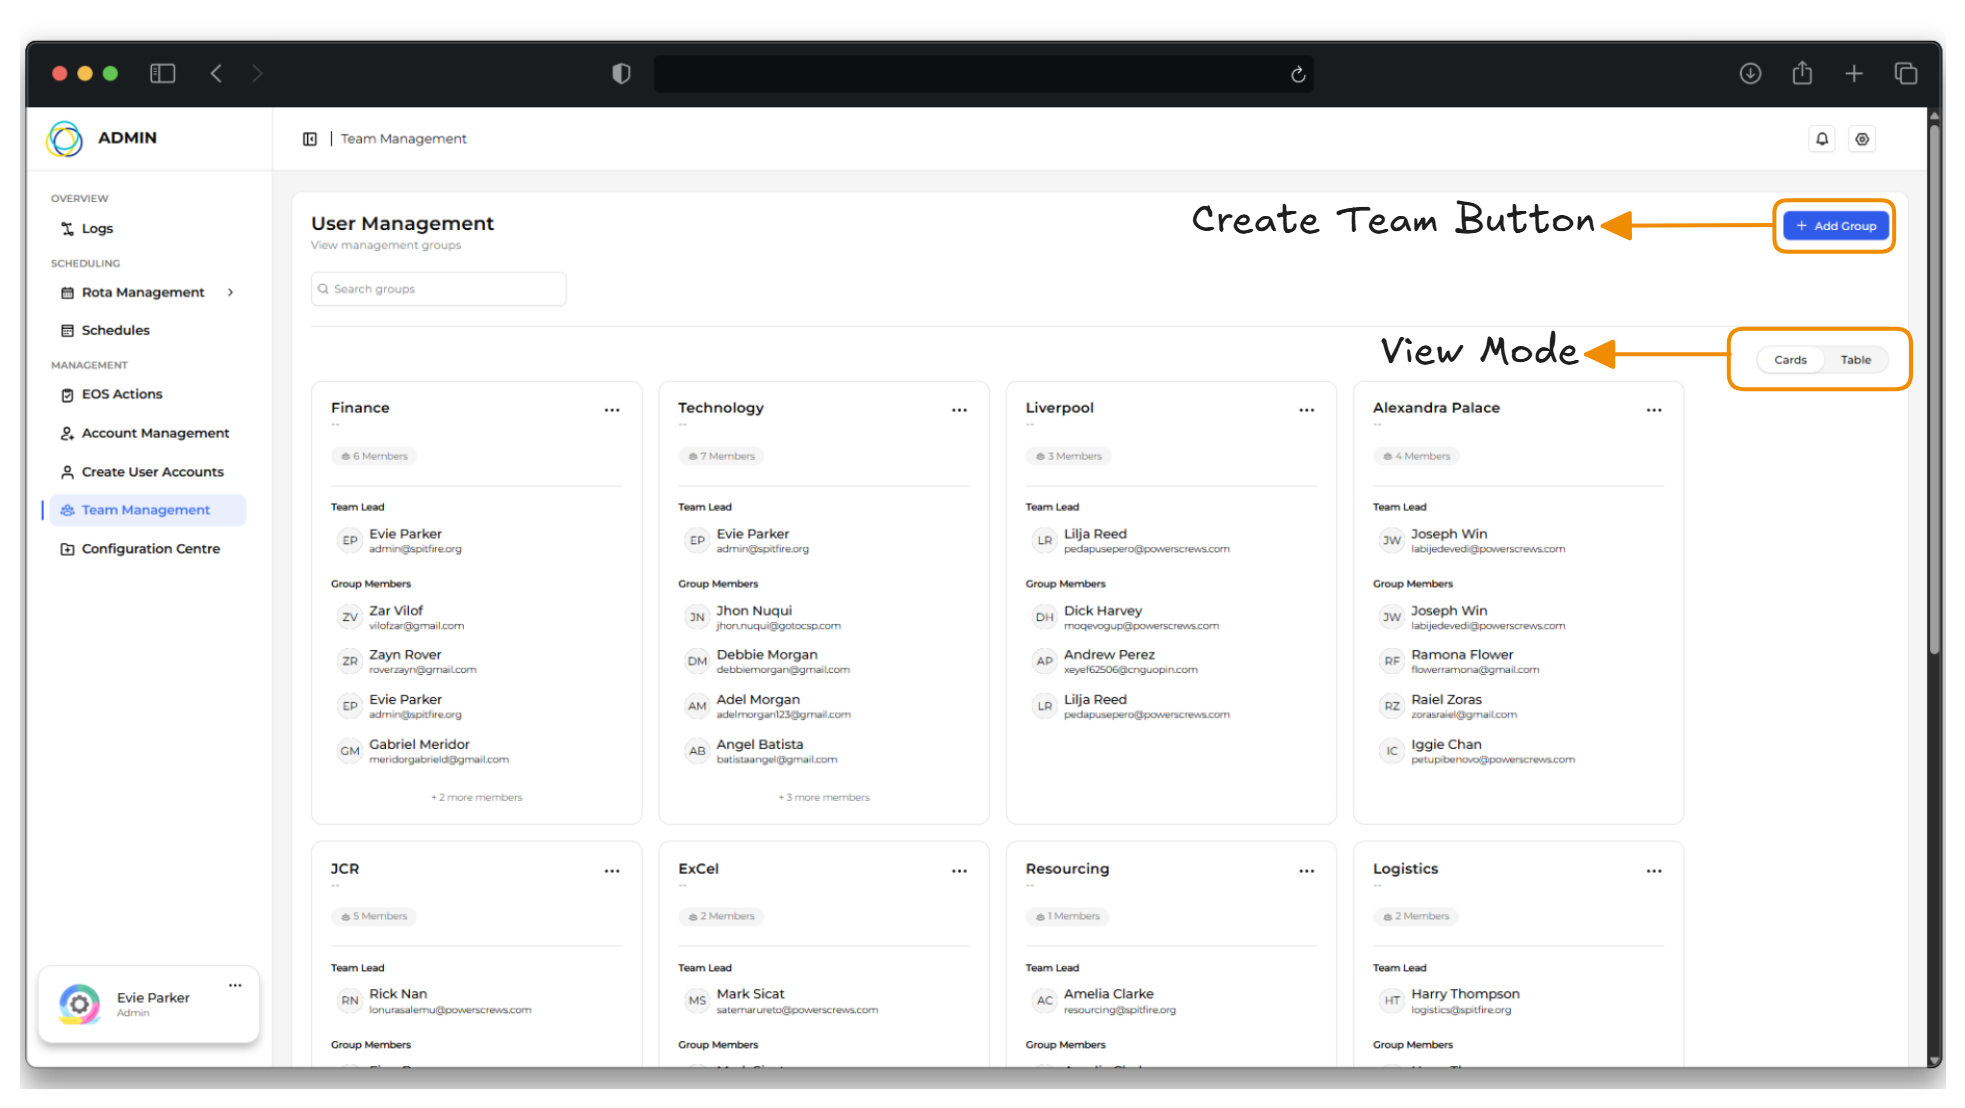 ADMIN
Team Management
OVERVIEW
Logs
SCHEDULING
Rota Management
Schedules
MANAGEMENT
EOS Actions
Account Management
Create User Accounts
Team Management
Configuration Centre
Evie Parker
Admin
User Management
View management groups
Search groups
Create Team Button
+ Add Group
View Mode
Cards Table
Finance
--
6 Members
Team Lead
EP Evie Parker
admin@spitfire.org
Group Members
ZV Zar Vilof
vilofzar@gmail.com
ZR Zayn Rover
roverzayn@gmail.com
EP Evie Parker
admin@spitfire.org
GM Gabriel Meridor
meridorgabrield@gmail.com
+ 2 more members
Technology
--
7 Members
Team Lead
EP Evie Parker
admin@spitfire.org
Group Members
JN Jhon Nuqui
jhon.nuqui@gotocsp.com
DM Debbie Morgan
debbiemorgan@gmail.com
AM Adel Morgan
adelmorgan123@gmail.com
AB Angel Batista
batistaangel@gmail.com
+ 3 more members
Liverpool
--
3 Members
Team Lead
LR Lilja Reed
pedapusepero@powerscrews.com
Group Members
DH Dick Harvey
moqevogup@powerscrews.com
AP Andrew Perez
xeyef62506@cnguopin.com
LR Lilja Reed
pedapusepero@powerscrews.com
Alexandra Palace
--
4 Members
Team Lead
JW Joseph Win
labijedevedi@powerscrews.com
Group Members
JW Joseph Win
labijedevedi@powerscrews.com
RF Ramona Flower
flowerramona@gmail.com
RZ Raiel Zoras
zorasraiel@gmail.com
IC Iggie Chan
petupibenovo@powerscrews.com
JCR
--
5 Members
Team Lead
RN Rick Nan
lonurasalemu@powerscrews.com
Group Members
ExCel
--
2 Members
Team Lead
MS Mark Sicat
satemarureto@powerscrews.com
Group Members
Resourcing
--
1 Members
Team Lead
AC Amelia Clarke
resourcing@spitfire.org
Group Members
Logistics
--
2 Members
Team Lead
HT Harry Thompson
logistics@spitfire.org
Group Members